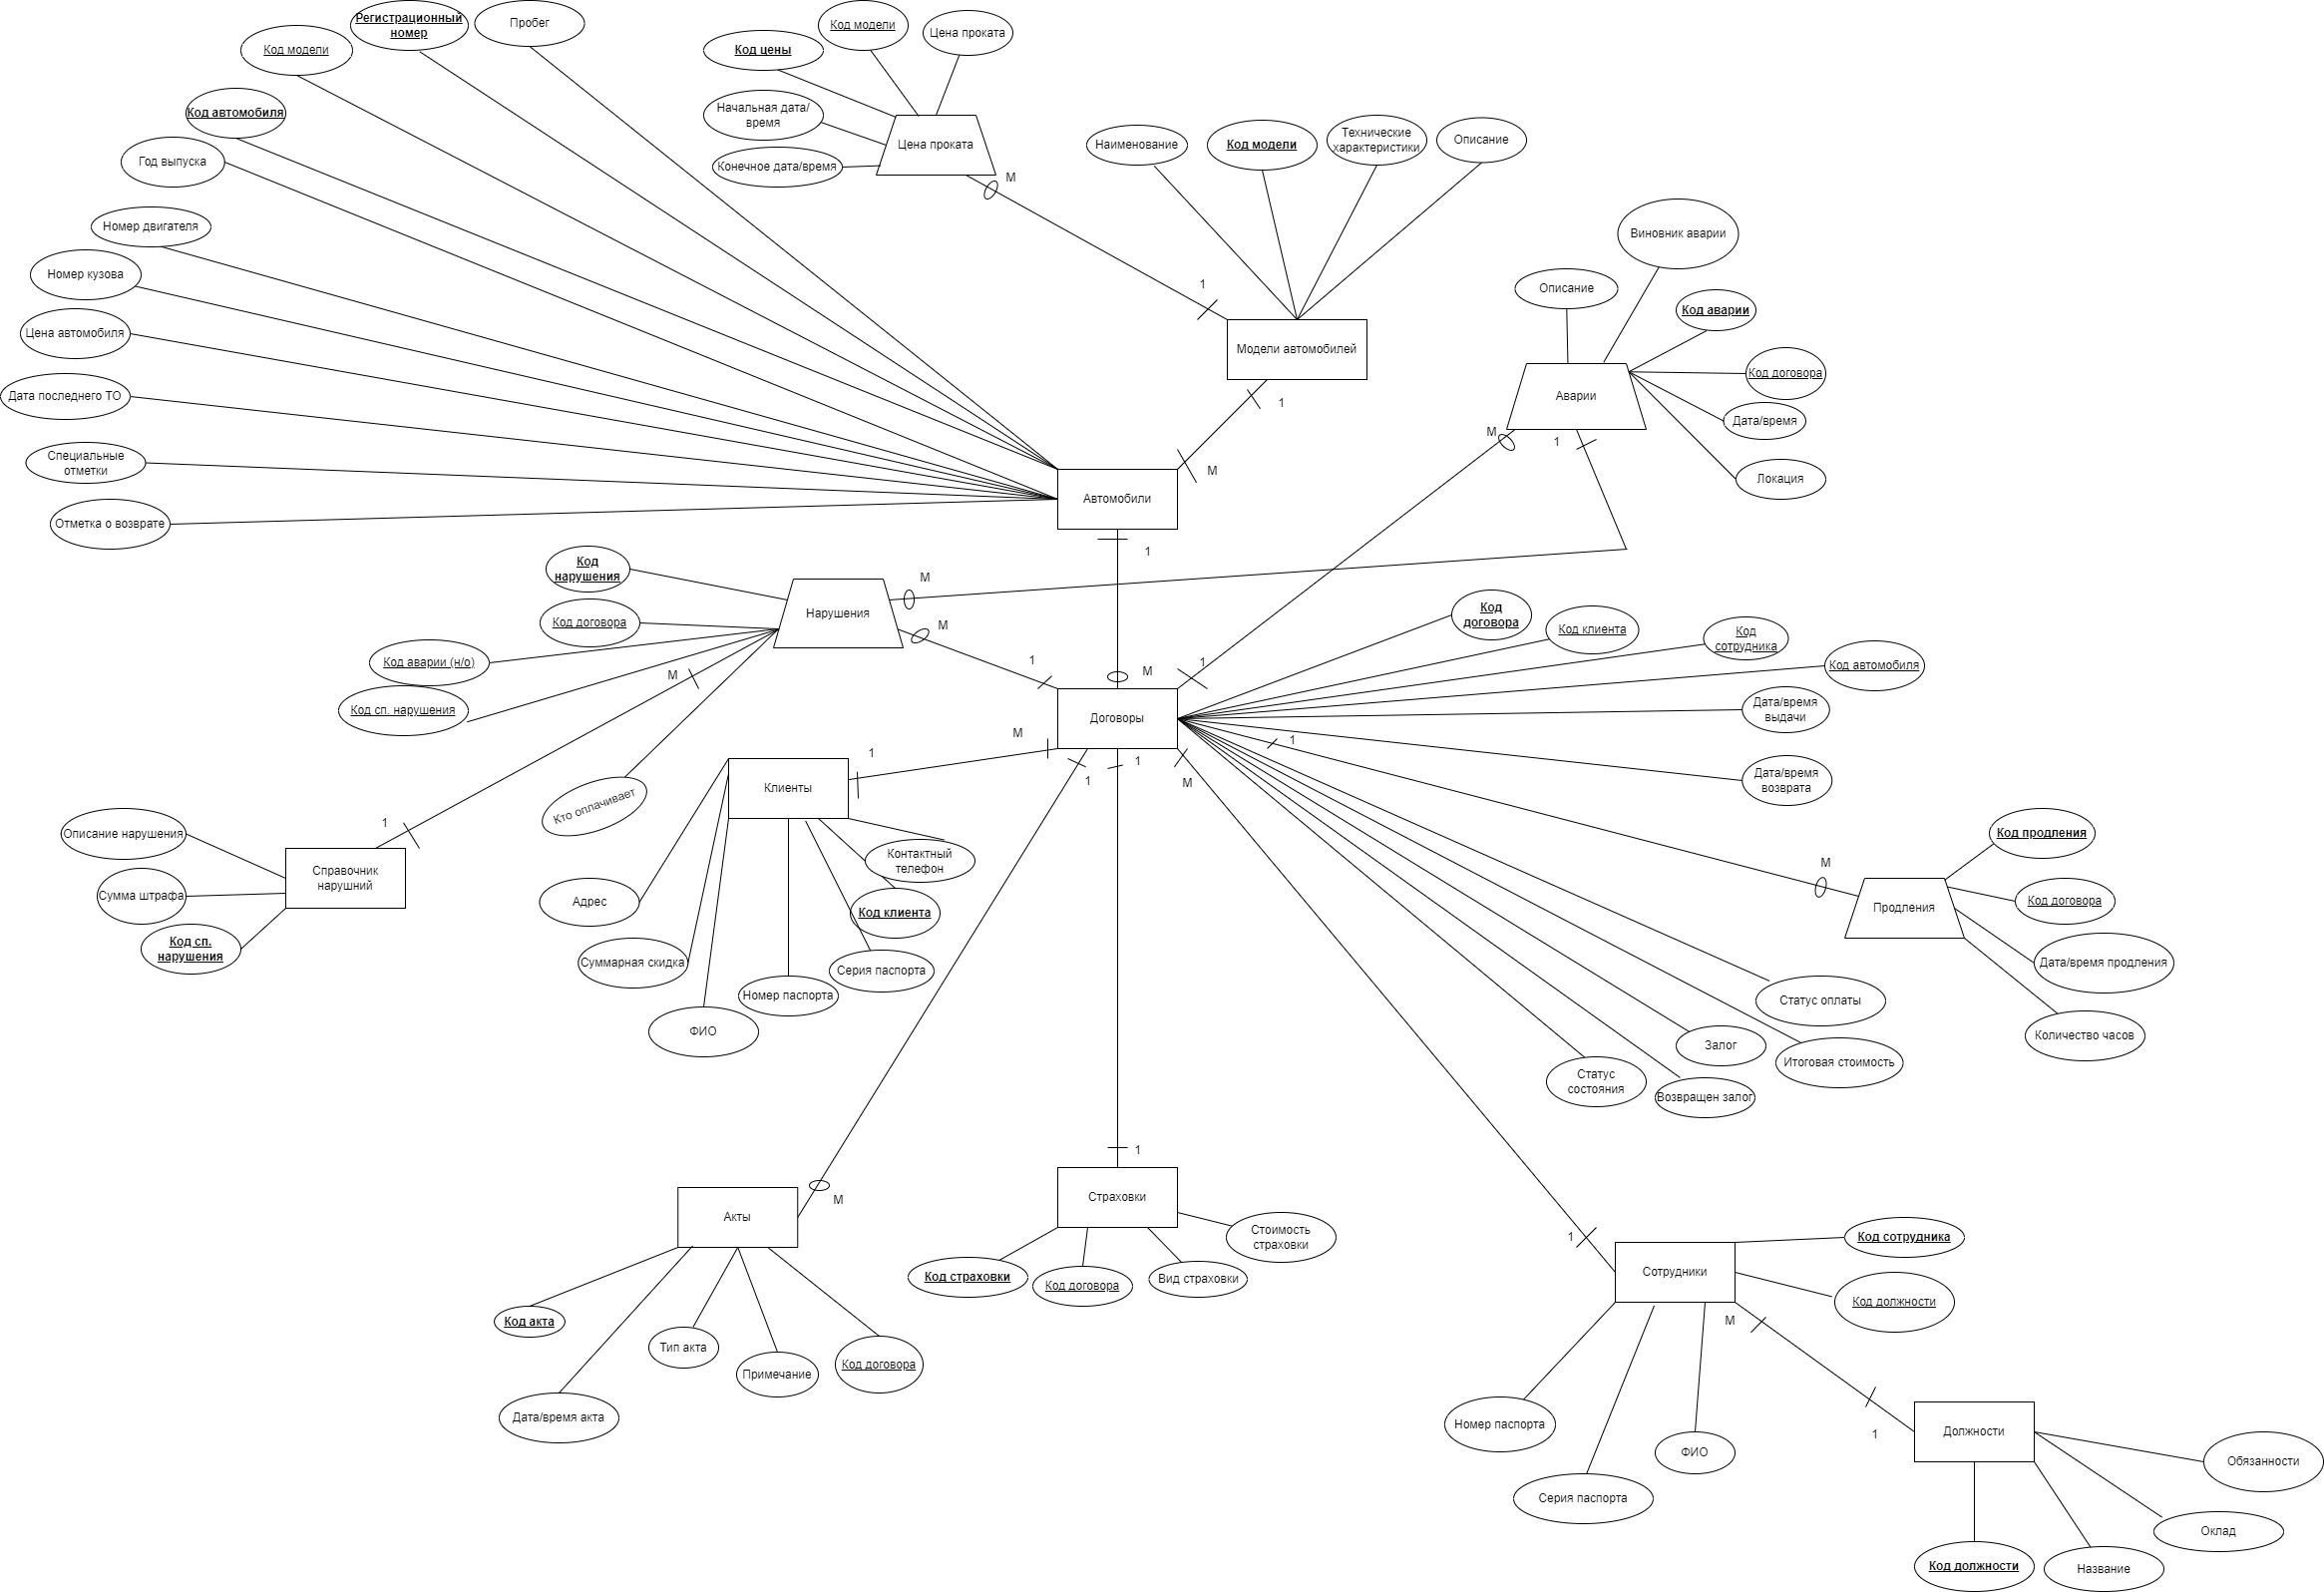 Регистрационный
номер
Пробег
Код модели
Код автомобиля
Год выпуска
Номер двигателя
Номер кузова
Цена автомобиля
Дата последнего ТО
Специальные
отметки
Отметка о возврате
Код цены
Код модели
Цена проката
Начальная дата/
время
Конечное дата/время
Цена проката
М
1
Наименование
Код модели
Технические
характеристики
Описание
Модели автомобилей
1
М
Автомобили
1
Виновник аварии
Описание
Код аварии
Код договора
Дата/время
Локация
Аварии
М
1
Код
нарушения
Код договора
Код аварии (н/о)
Код сп. нарушения
Кто оплачивает
Нарушения
М
М
М
1
1
М
1
Договоры
Код
договора
Код клиента
Код
сотрудника
Код автомобиля
Дата/время
выдачи
Дата/время
возврата
1
М
1
1
1
М
М
1
Клиенты
Описание нарушения
Сумма штрафа
Код сп.
нарушения
Справочник
нарушний
Адрес
Суммарная скидка
ФИО
Номер паспорта
Серия паспорта
Код клиента
Контактный
телефон
Код продления
Код договора
Дата/время продления
Количество часов
Продления
Статус оплаты
Залог
Итоговая стоимость
Статус
состояния
Возвращен залог
Акты
М
Код акта
Дата/время акта
Тип акта
Примечание
Код договора
1
Страховки
Код страховки
Код договора
Вид страховки
Стоимость
страховки
1
Сотрудники
Код сотрудника
Код должности
М
1
Номер паспорта
Серия паспорта
ФИО
Должности
Обязанности
Оклад
Название
Код должности